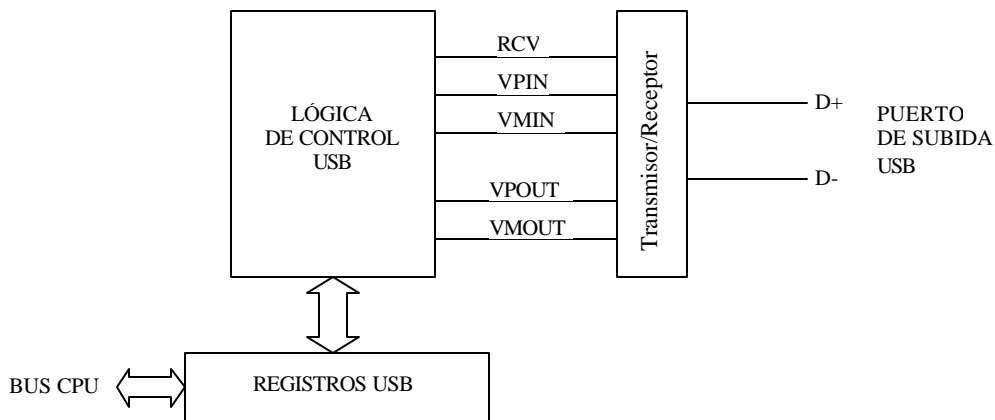 RCV
VPIN
VMIN
VPOUT
VMOUT
LÓGICA
DE CONTROL
USB
Transmisor/Receptor
D+
D-
PUERTO
DE SUBIDA
USB
BUS CPU
REGISTROS USB